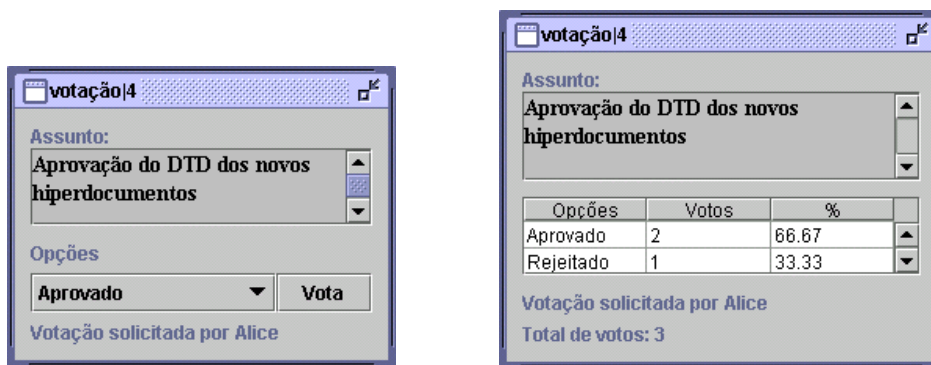 votação|4
Assunto:
Aprovação do DTD dos novos
hiperdocumentos
Opções
Aprovado Vota
Votação solicitada por Alice
votação|4
Assunto:
Aprovação do DTD dos novos
hiperdocumentos
Opções Votos %
Aprovado 2 66.67
Rejeitado 1 33.33
Votação solicitada por Alice
Total de votos: 3